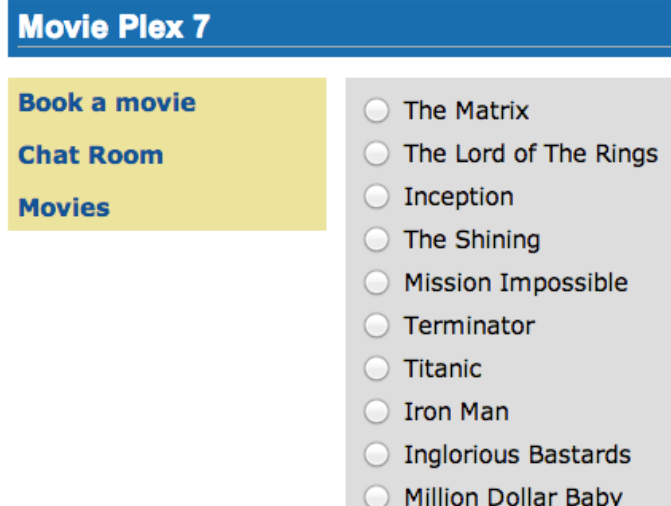 Movie Plex 7
Book a movie
Chat Room
Movies
The Matrix
The Lord of The Rings
Inception
The Shining
Mission Impossible
Terminator
Titanic
Iron Man
Inglorious Bastards
Million Dollar Baby